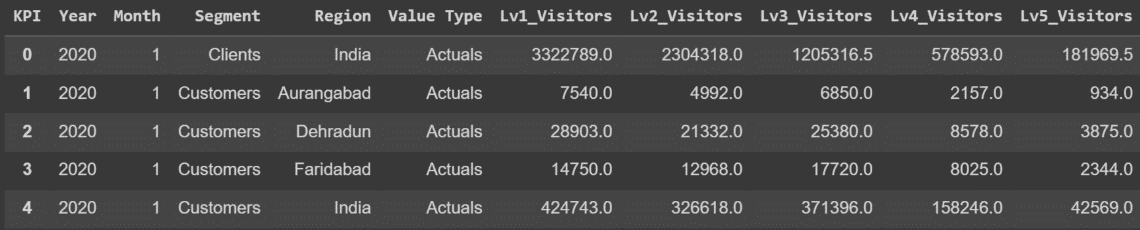 KPI Year Month Segment Region Value Type Lv1_Visitors Lv2_Visitors Lv3_Visitors Lv4_Visitors Lv5_Visitors
0 2020 1 Clients India Actuals 3322789.0 2304318.0 1205316.5 578593.0 181969.5
1 2020 1 Customers Aurangabad Actuals 7540.0 4992.0 6850.0 2157.0 934.0
2 2020 1 Customers Dehradun Actuals 28903.0 21332.0 25380.0 8578.0 3875.0
3 2020 1 Customers Faridabad Actuals 14750.0 12968.0 17720.0 8025.0 2344.0
4 2020 1 Customers India Actuals 424743.0 326618.0 371396.0 158246.0 42569.0